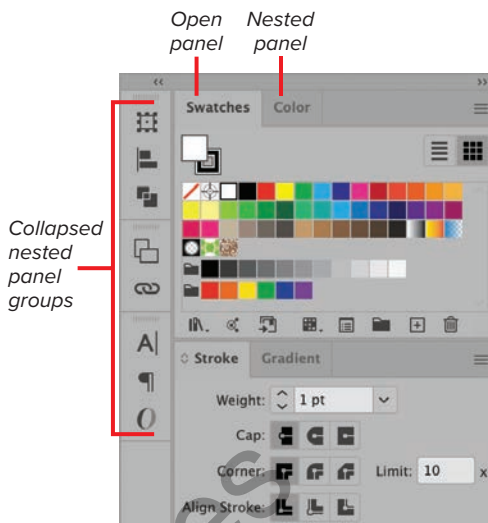 Open panel
Nested panel
Swatches Color
Collapsed nested panel groups
Stroke Gradient
Weight: 1 pt
Cap:
Corner: Limit: 10 x
Align Stroke: